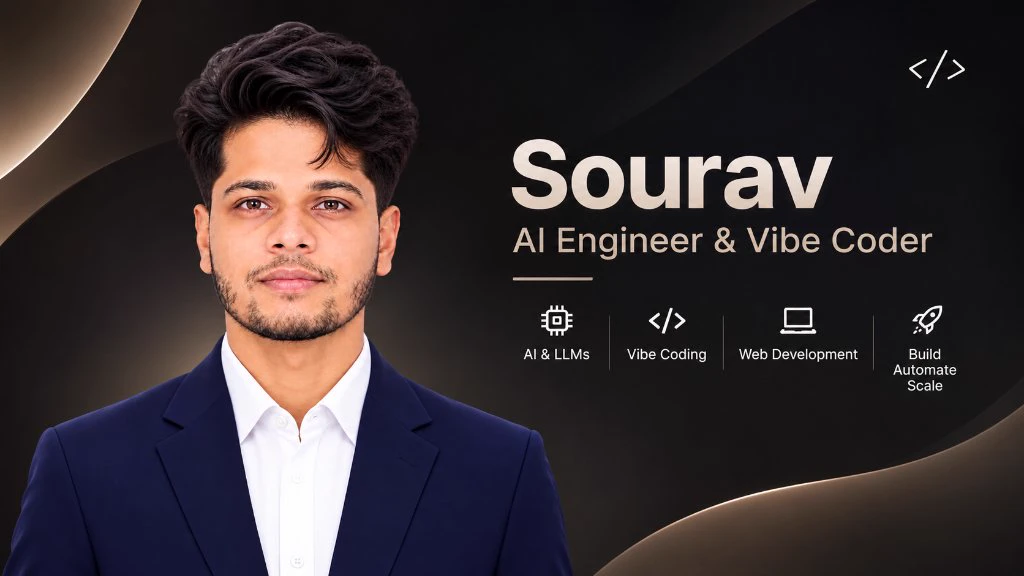 </>
Sourav
AI Engineer & Vibe Coder
AI & LLMs
</>
Vibe Coding
Web Development
Build
Automate
Scale